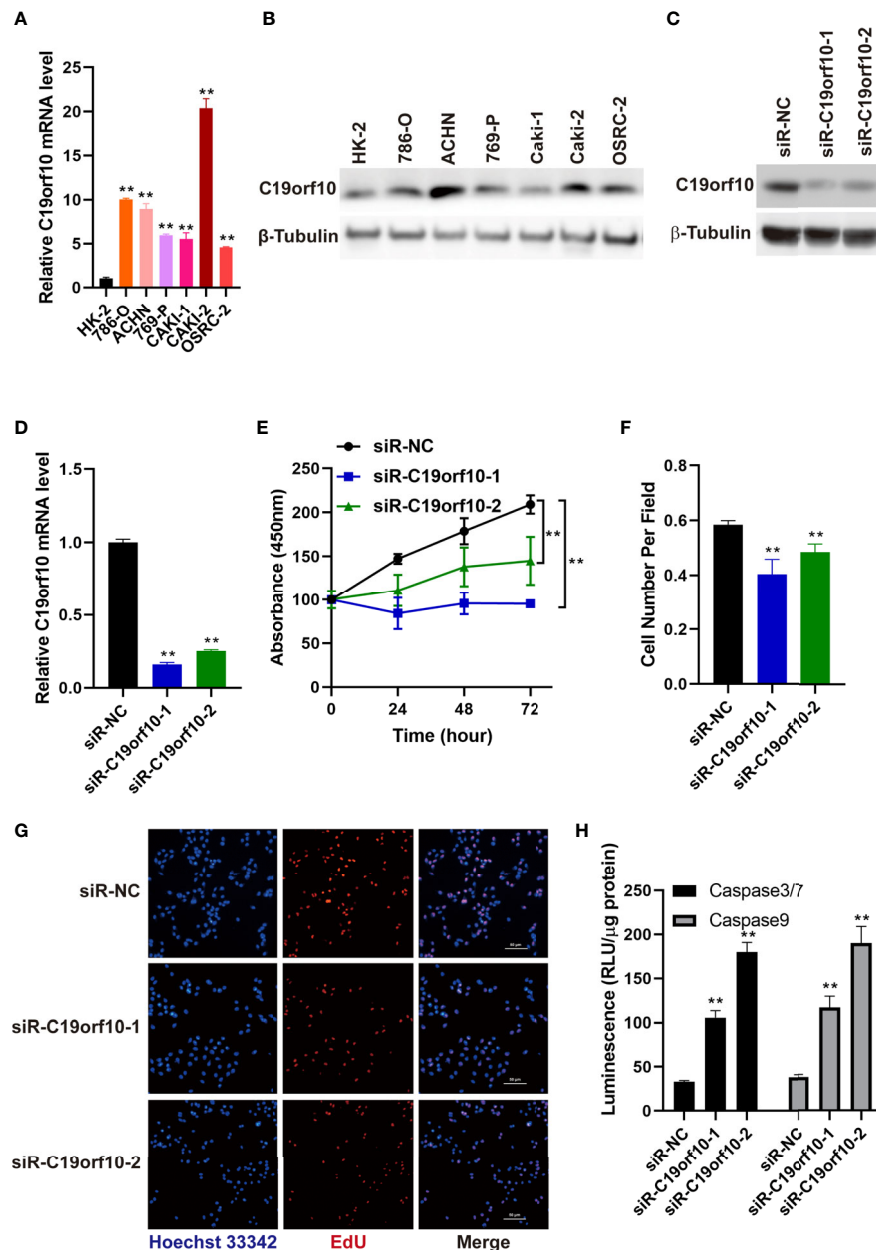 A
Relative C19orf10 mRNA level
25
20
15
10
5
0
**
**
**
**
**
**
HK-2
786-O
ACHN
769-P
CAKI-1
CAKI-2
OSRC-2
B
HK-2
786-O
ACHN
769-P
Caki-1
Caki-2
OSRC-2
C19orf10
β-Tubulin
C
siR-NC
siR-C19orf10-1
siR-C19orf10-2
C19orf10
β-Tubulin
D
Relative C19orf10 mRNA level
1.5
1.0
0.5
0.0
**
**
siR-NC
siR-C19orf10-1
siR-C19orf10-2
E
siR-NC
siR-C19orf10-1
siR-C19orf10-2
Absorbance (450nm)
250
200
150
100
50
0
**
**
0
24
48
72
Time (hour)
F
Cell Number Per Field
0.8
0.6
0.4
0.2
0.0
**
**
siR-NC
siR-C19orf10-1
siR-C19orf10-2
G
siR-NC
siR-C19orf10-1
siR-C19orf10-2
Hoechst 33342
EdU
Merge
H
Caspase3/7
Caspase9
Luminescence (RLU/μg protein)
250
200
150
100
50
0
**
**
**
**
siR-NC
siR-C19orf10-1
siR-C19orf10-2
siR-NC
siR-C19orf10-1
siR-C19orf10-2